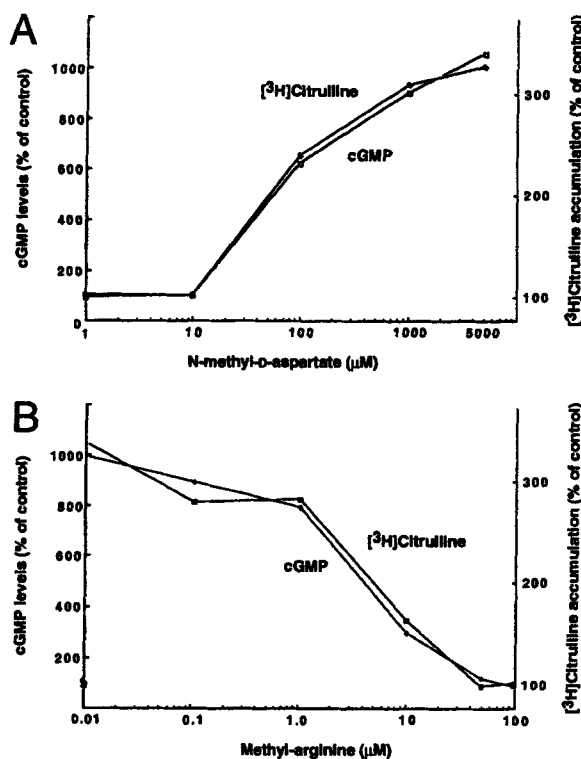 A
cGMP levels (% of control)
1000
800
600
400
200
0
[³H]Citrulline
cGMP
300
200
100
[³H]Citrulline accumulation (% of control)
1 10 100 1000 5000
N-methyl-D-aspartate (μM)
B
cGMP levels (% of control)
1000
800
600
400
200
[³H]Citrulline
cGMP
300
200
100
[³H]Citrulline accumulation (% of control)
0.01 0.1 1.0 10 100
Methyl-arginine (μM)